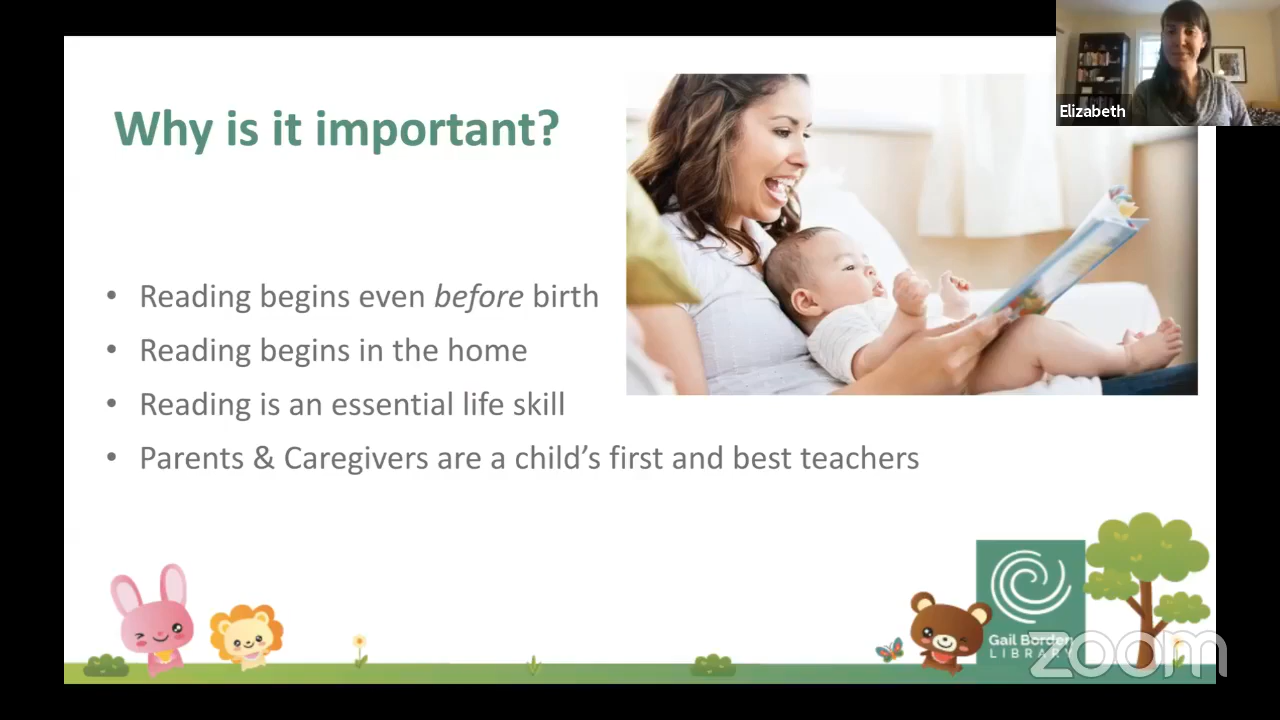 Elizabeth
Why is it important?
• Reading begins even before birth
• Reading begins in the home
• Reading is an essential life skill
• Parents & Caregivers are a child’s first and best teachers
Gail Borden
LIBRARY
zoom